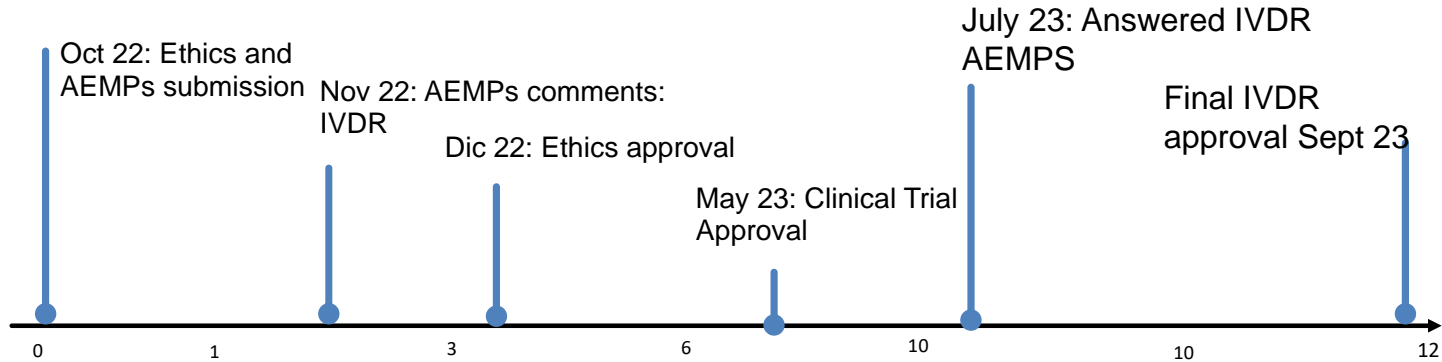 Oct 22: Ethics and
AEMPs submission
Nov 22: AEMPs comments:
IVDR
Dic 22: Ethics approval
May 23: Clinical Trial
Approval
July 23: Answered IVDR
AEMPS
Final IVDR
approval Sept 23
0 1 3 6 10 10 12